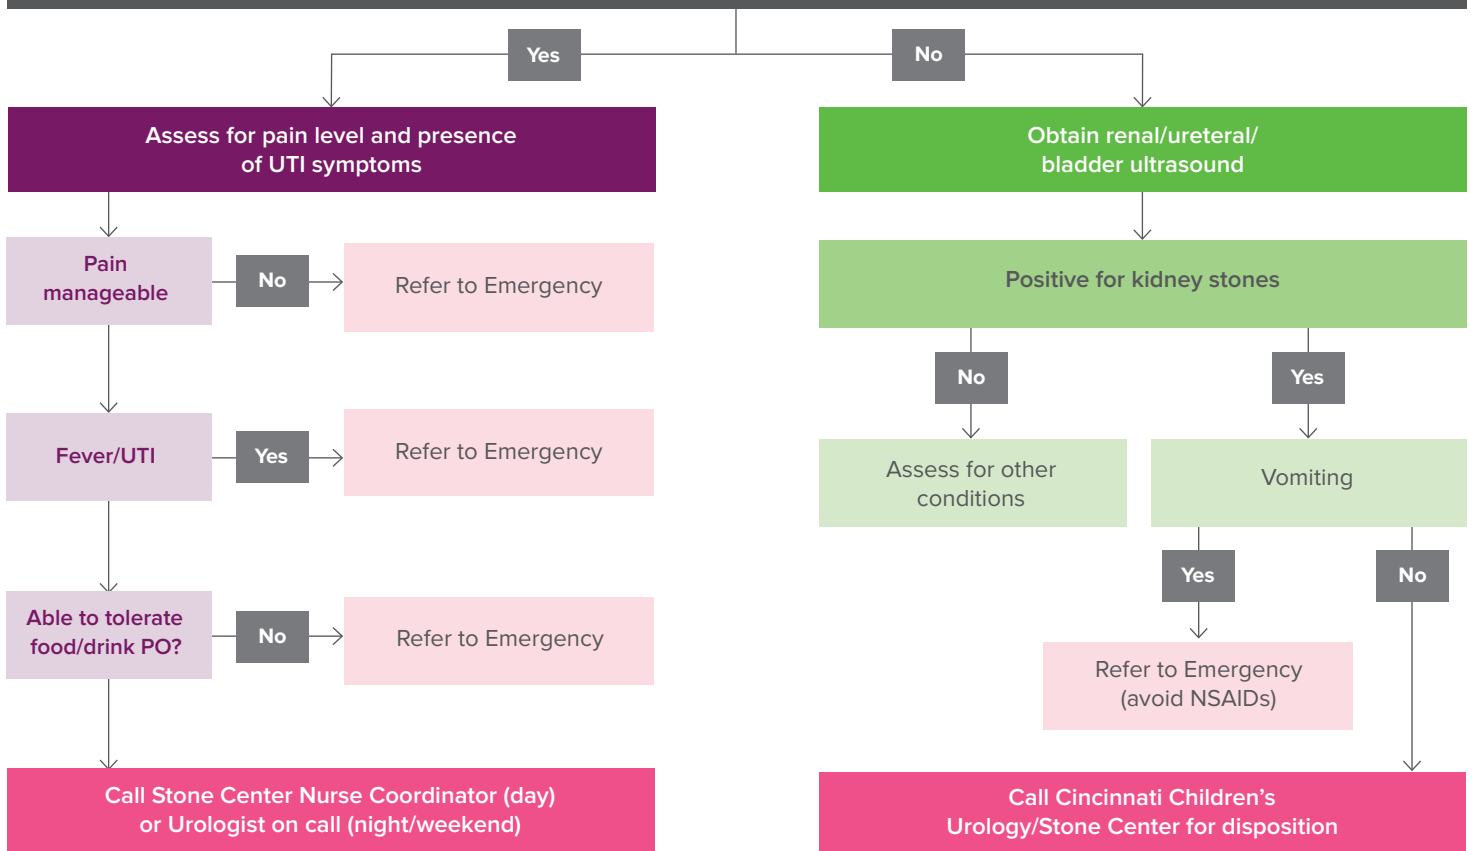 Yes
No
Assess for pain level and presence
of UTI symptoms
Pain
manageable
No
Refer to Emergency
Fever/UTI
Yes
Refer to Emergency
Able to tolerate
food/drink PO?
No
Refer to Emergency
Call Stone Center Nurse Coordinator (day)
or Urologist on call (night/weekend)
Obtain renal/ureteral/
bladder ultrasound
Positive for kidney stones
No
Yes
Assess for other
conditions
Vomiting
Yes
No
Refer to Emergency
(avoid NSAIDs)
Call Cincinnati Children’s
Urology/Stone Center for disposition